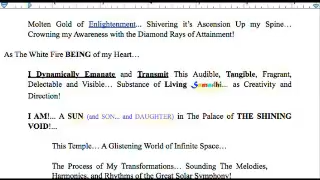 Molten Gold of Enlightenment... Shivering it's Ascension Up my Spine...
Crowning my Awareness with the Diamond Rays of Attainment!
As The White Fire BEING of my Heart...
I Dynamically Emanate and Transmit This Audible, Tangible, Fragrant,
Delectable and Visible... Substance of Living Samadhi... as Creativity and
Direction!
I AM!... A SUN (and SON... and DAUGHTER) in The Palace of THE SHINING
VOID!...
This Temple... A Glistening World of Infinite Space...
The Process of My Transformations... Sounding The Melodies,
Harmonics, and Rhythms of the Great Solar Symphony!